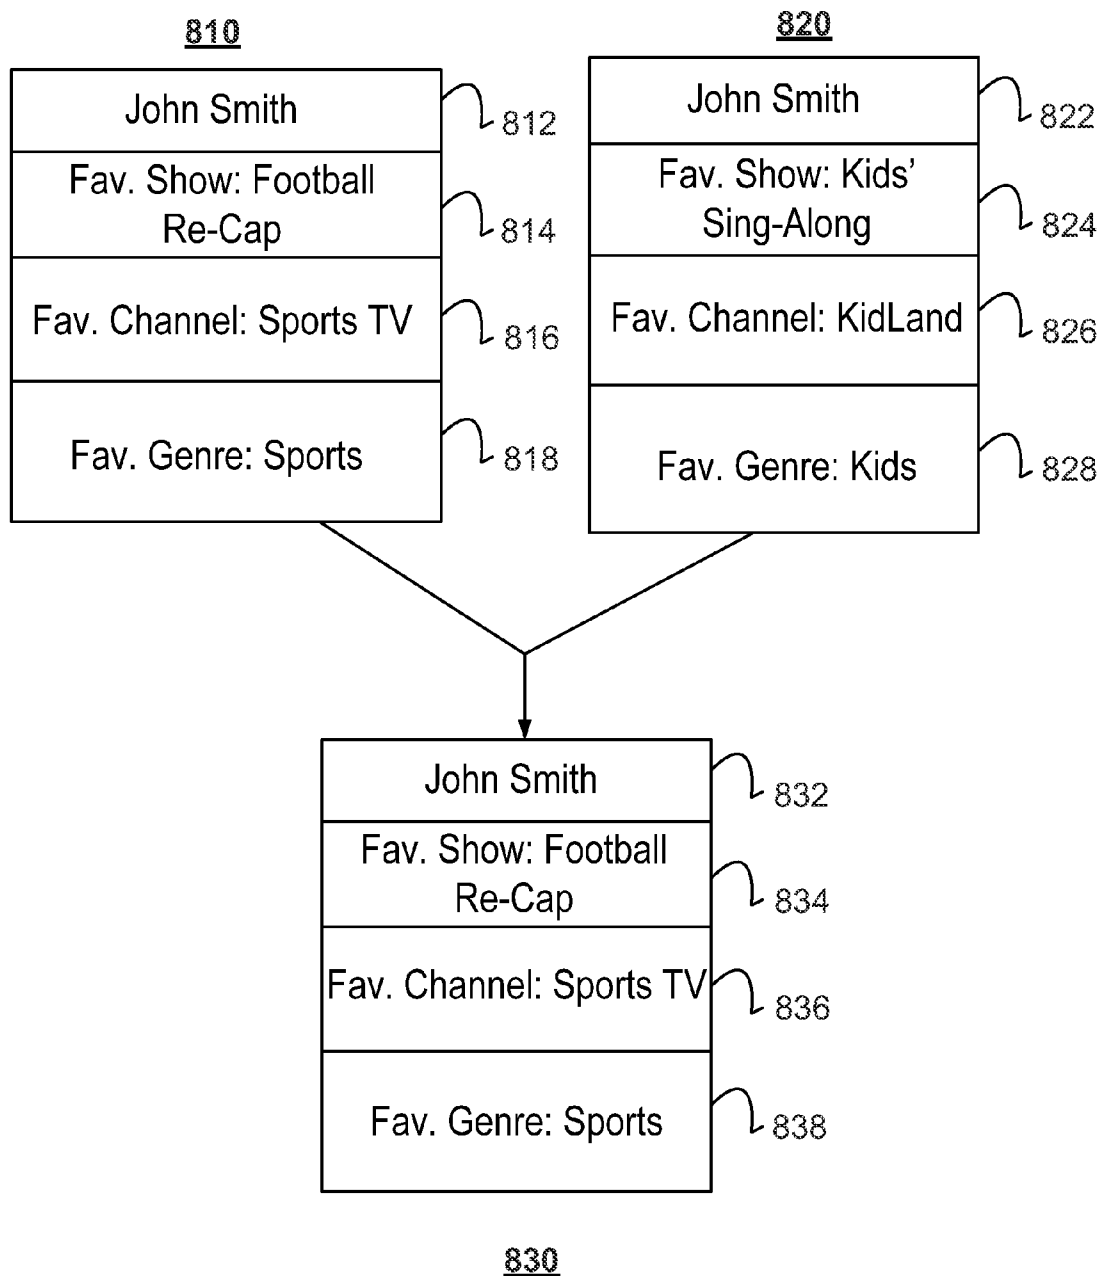 810
John Smith
812
Fav. Show: Football
Re-Cap
814
Fav. Channel: Sports TV
816
Fav. Genre: Sports
818
820
John Smith
822
Fav. Show: Kids’
Sing-Along
824
Fav. Channel: KidLand
826
Fav. Genre: Kids
828
John Smith
832
Fav. Show: Football
Re-Cap
834
Fav. Channel: Sports TV
836
Fav. Genre: Sports
838
830